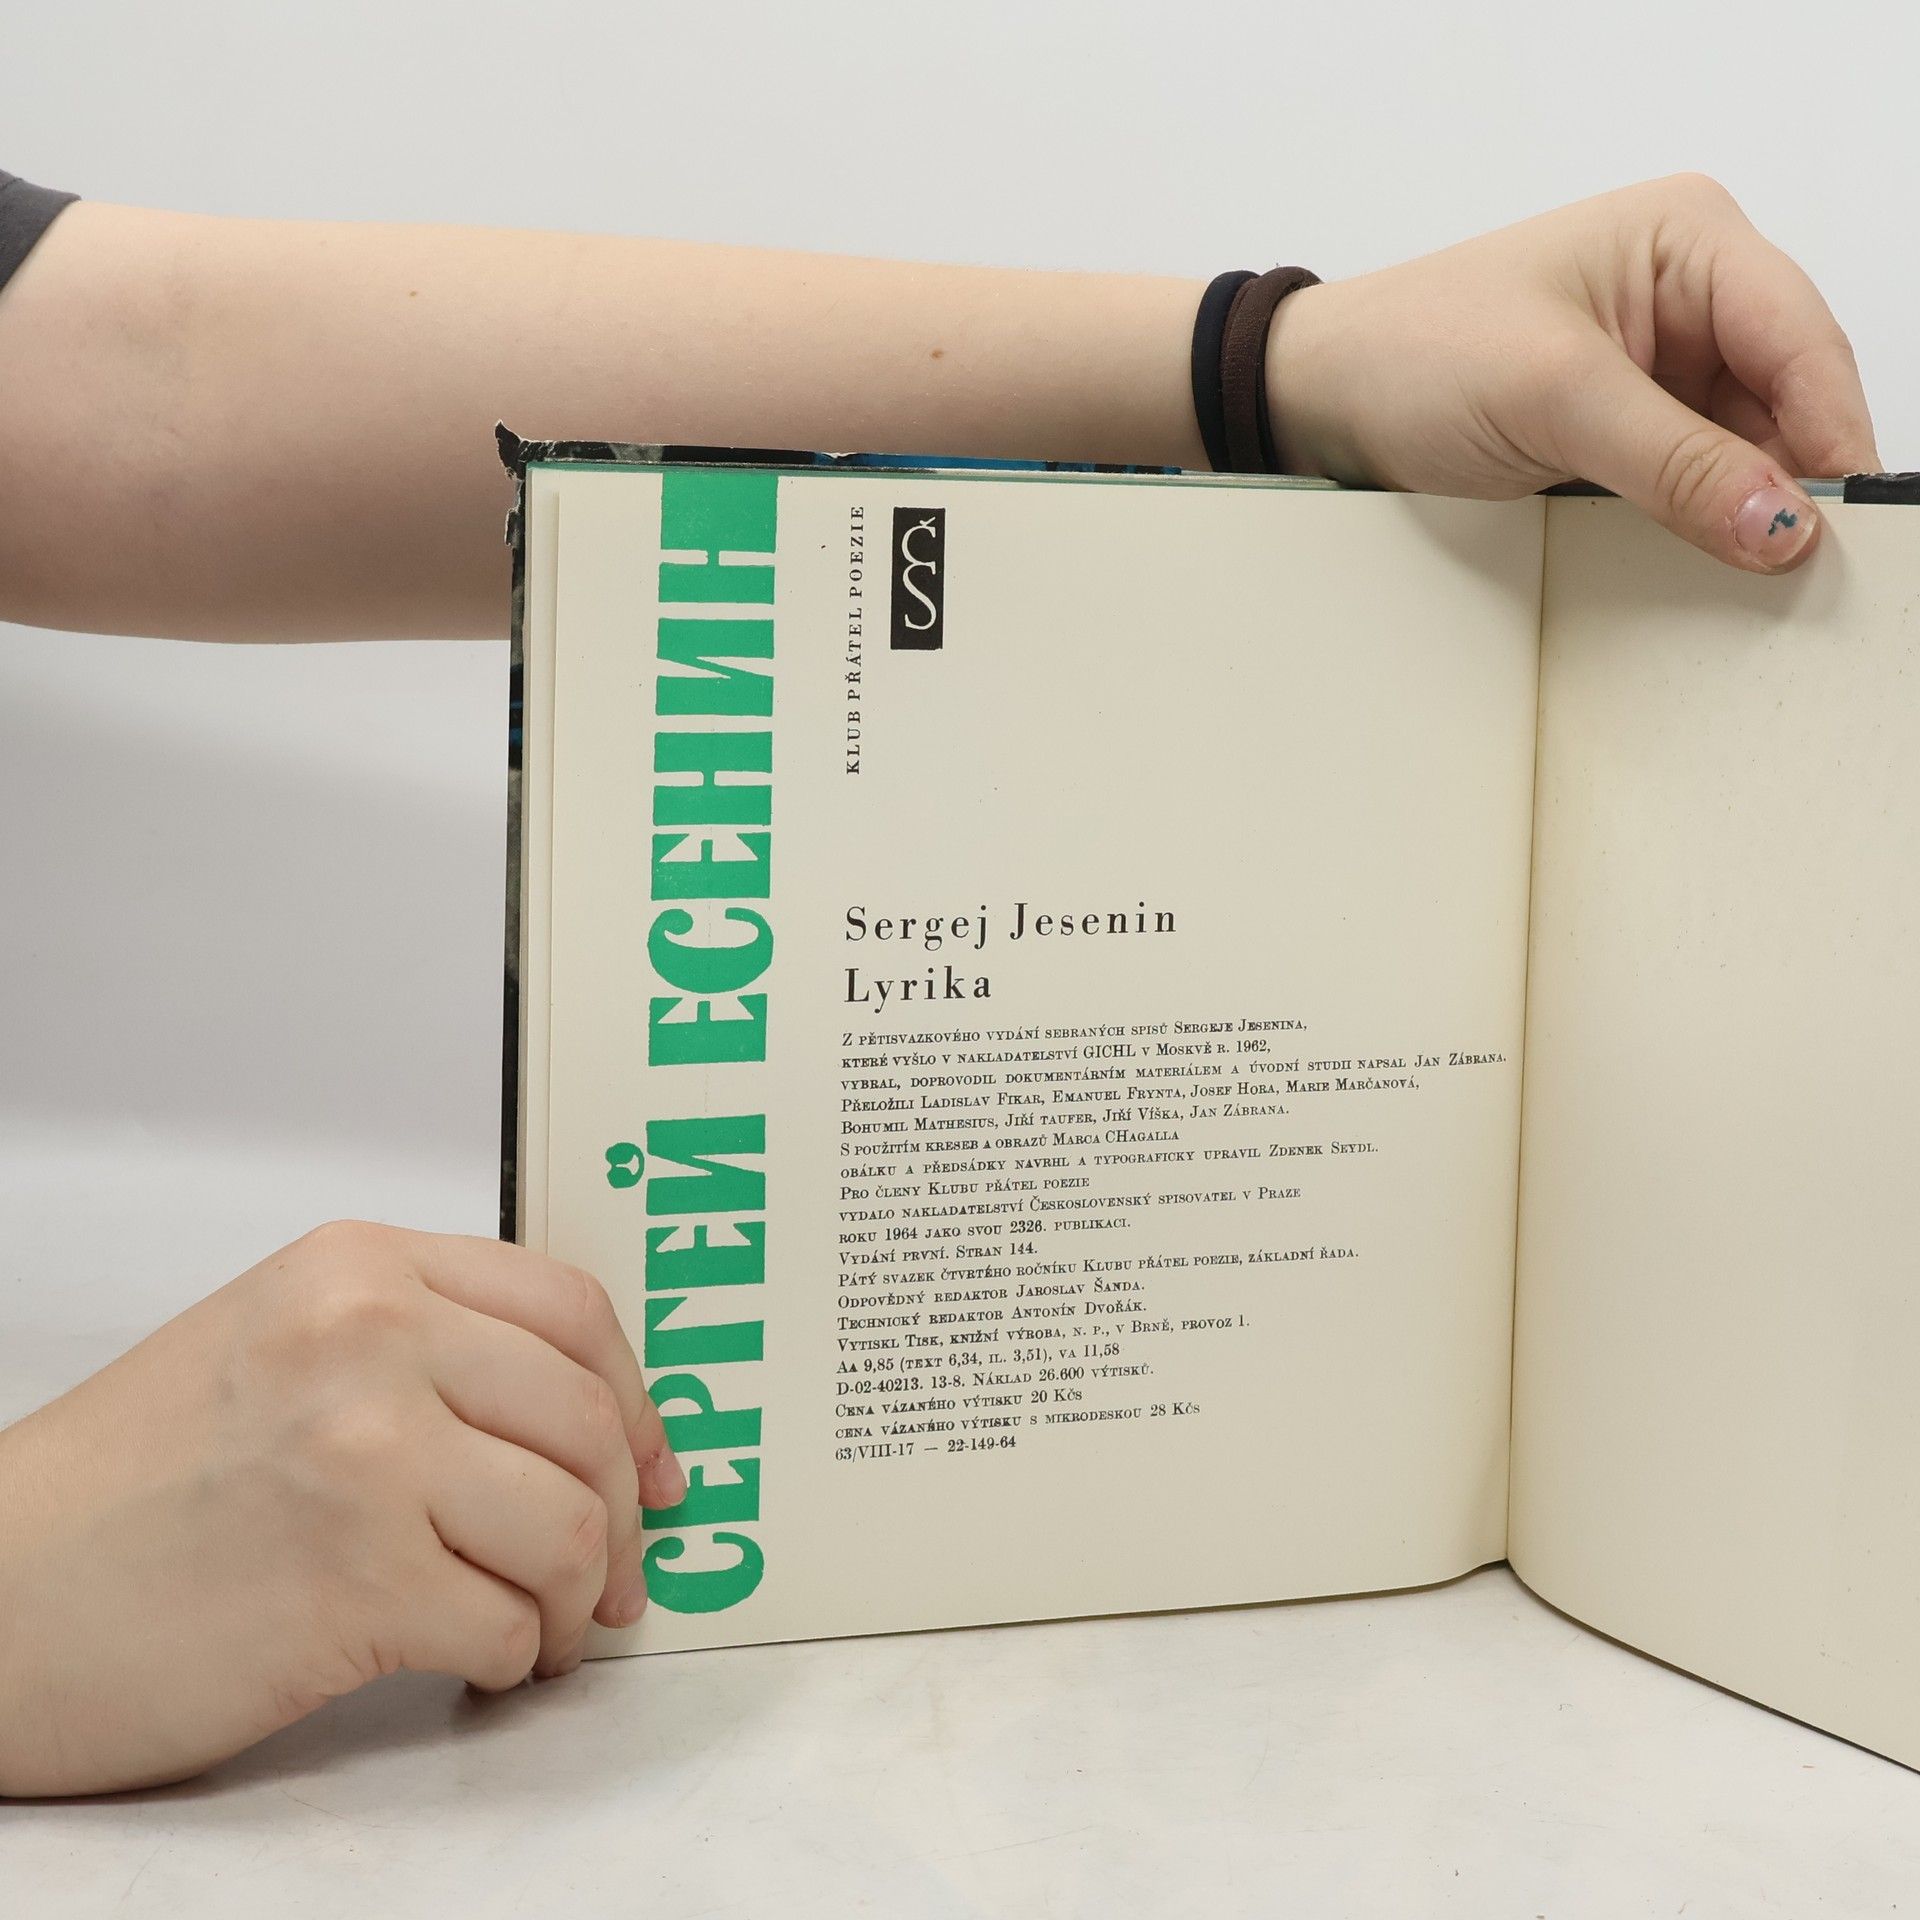 СЕРГЕЙ ЕСЕНИН
KLUB PŘÁTEL POEZIE
ČS
Sergej Jesenin
Lyrika
Z PĚTISVAZKOVÉHO VYDÁNÍ SEBRANÝCH SPISŮ SERGEJE JESENINA,
KTERÉ VYŠLO V NAKLADATELSTVÍ GICHL V MOSKVĚ R. 1962,
VYBRAL, DOPROVODIL DOKUMENTÁRNÍM MATERIÁLEM A ÚVODNÍ STUDII NAPSAL JAN ZÁBRANA.
PŘELOŽILI LADISLAV FIKAR, EMANUEL FRYNTA, JOSEF HORA, MARIE MARČANOVÁ,
BOHUMIL MATHESIUS, JIŘÍ TAUFER, JIŘÍ VÍŠKA, JAN ZÁBRANA.
S POUŽITÍM KRESEB A OBRAZŮ MARCA CHAGALLA
OBÁLKU A PŘEDSÁDKY NAVRHL A TYPOGRAFICKY UPRAVIL ZDENEK SEYDL.
PRO ČLENY KLUBU PŘÁTEL POEZIE
VYDALO NAKLADATELSTVÍ ČESKOSLOVENSKÝ SPISOVATEL V PRAZE
ROKU 1964 JAKO SVOU 2326. PUBLIKACI.
VYDÁNÍ PRVNÍ. STRAN 144.
PÁTÝ SVAZEK ČTVRTÉHO ROČNÍKU KLUBU PŘÁTEL POEZIE, ZÁKLADNÍ ŘADA.
ODPOVĚDNÝ REDAKTOR JAROSLAV ŠANDA.
TECHNICKÝ REDAKTOR ANTONÍN DVOŘÁK.
VYTISKL TISK, KNIŽNÍ VÝROBA, N. P., V BRNĚ, PROVOZ 1.
AA 9,85 (TEXT 6,34, IL. 3,51), VA 11,58
D-02-40213. 13-8. NÁKLAD 26.600 VÝTISKŮ.
CENA VÁZANÉHO VÝTISKU 20 KČS
CENA VÁZANÉHO VÝTISKU S MIKRODESKOU 28 KČS
63/VIII-17 — 22-149-64